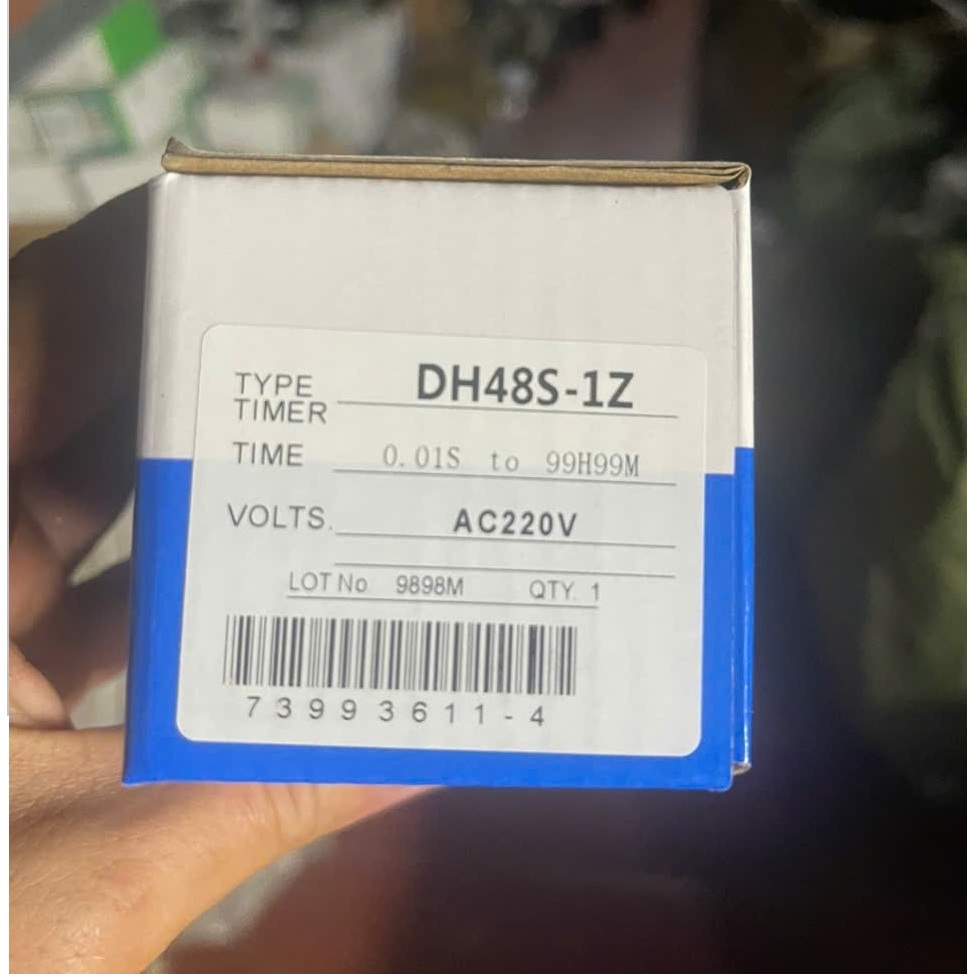 TYPE DH48S-1Z
TIMER
TIME 0.01S to 99H99M
VOLTS. AC220V
LOT No 9898M QTY. 1
73993611-4